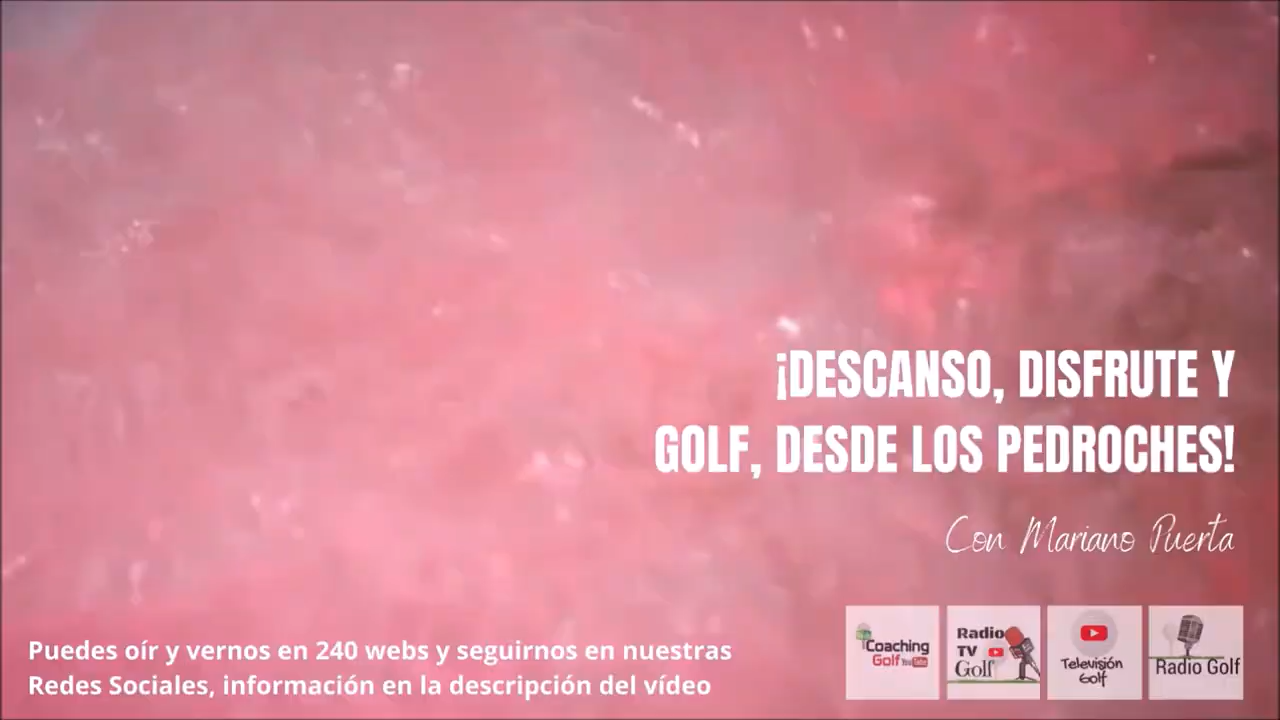 ¡DESCANSO, DISFRUTE Y
GOLF, DESDE LOS PEDROCHES!
Con Mariano Puerta
Puedes oír y vernos en 240 webs y seguirnos en nuestras
Redes Sociales, información en la descripción del vídeo
Coaching
Golf YouTube
Radio
TV
Golf
Televisión
Golf
Radio Golf